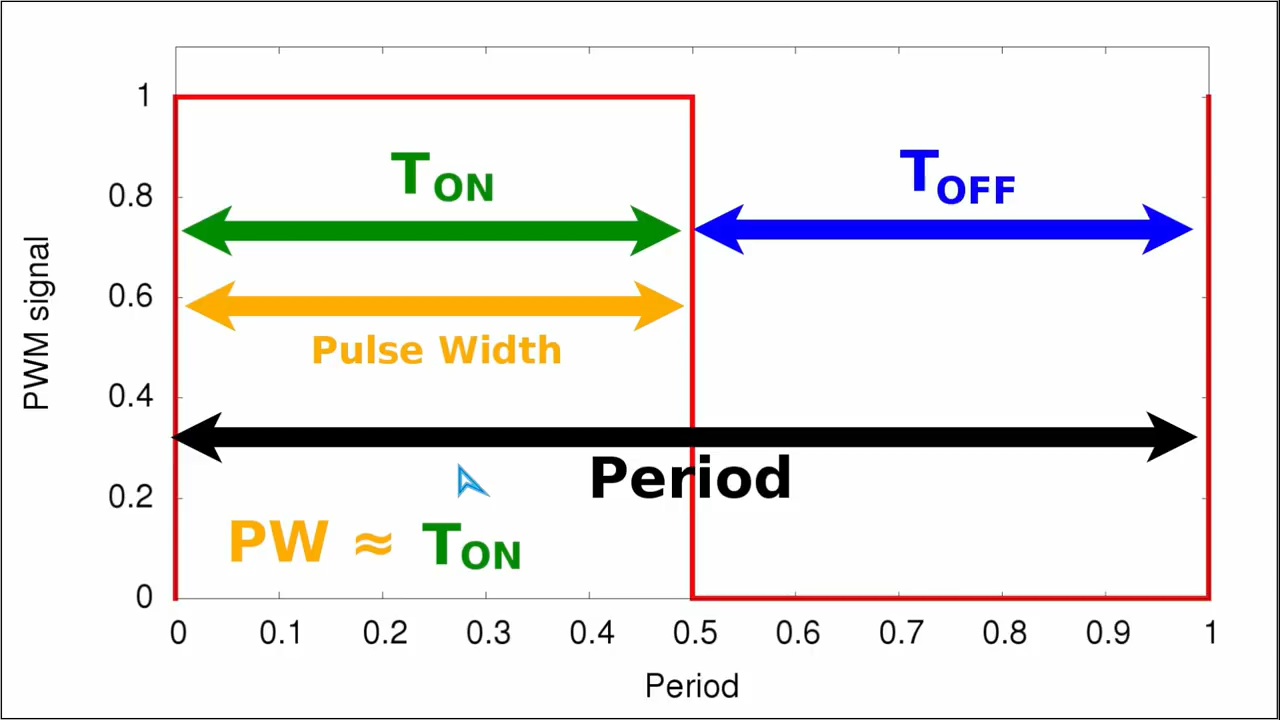 1
0.8
0.6
0.4
0.2
0
PWM signal
TON
TOFF
Pulse Width
Period
PW ≈ TON
0 0.1 0.2 0.3 0.4 0.5 0.6 0.7 0.8 0.9 1
Period